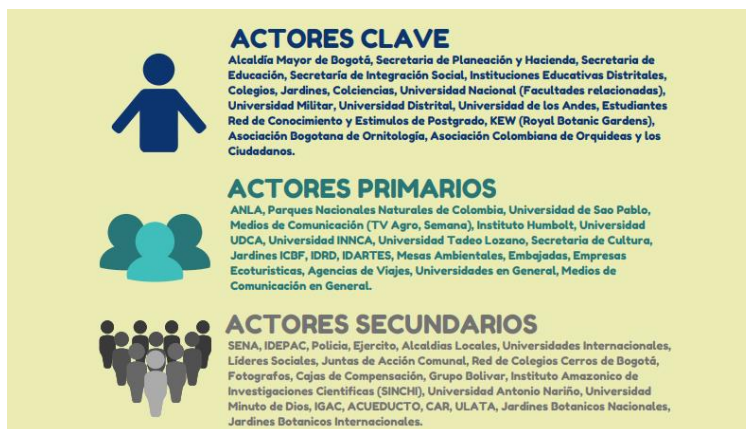 ACTORES CLAVE
Alcaldía Mayor de Bogotá, Secretaria de Planeación y Hacienda, Secretaria de
Educación, Secretaría de Integración Social, Instituciones Educativas Distritales,
Colegios, Jardines, Colciencias, Universidad Nacional (Facultades relacionadas),
Universidad Militar, Universidad Distrital, Universidad de los Andes, Estudiantes
Red de Conocimiento y Estimulos de Postgrado, KEW (Royal Botanic Gardens),
Asociación Bogotana de Ornitología, Asociación Colombiana de Orquideas y los
Ciudadanos.
ACTORES PRIMARIOS
ANLA, Parques Nacionales Naturales de Colombia, Universidad de Sao Pablo,
Medios de Comunicación (TV Agro, Semana), Instituto Humbolt, Universidad
UDCA, Universidad INNCA, Universidad Tadeo Lozano, Secretaria de Cultura,
Jardines ICBF, IDRD, IDARTES, Mesas Ambientales, Embajadas, Empresas
Ecoturisticas, Agencias de Viajes, Universidades en General, Medios de
Comunicación en General.
ACTORES SECUNDARIOS
SENA, IDEPAC, Policia, Ejercito, Alcaldias Locales, Universidades Internacionales,
Líderes Sociales, Juntas de Acción Comunal, Red de Colegios Cerros de Bogotá,
Fotografos, Cajas de Compensación, Grupo Bolivar, Instituto Amazonico de
Investigaciones Cientificas (SINCHI), Universidad Antonio Nariño, Universidad
Minuto de Dios, IGAC, ACUEDUCTO, CAR, ULATA, Jardines Botanicos Nacionales,
Jardines Botanicos Internacionales.